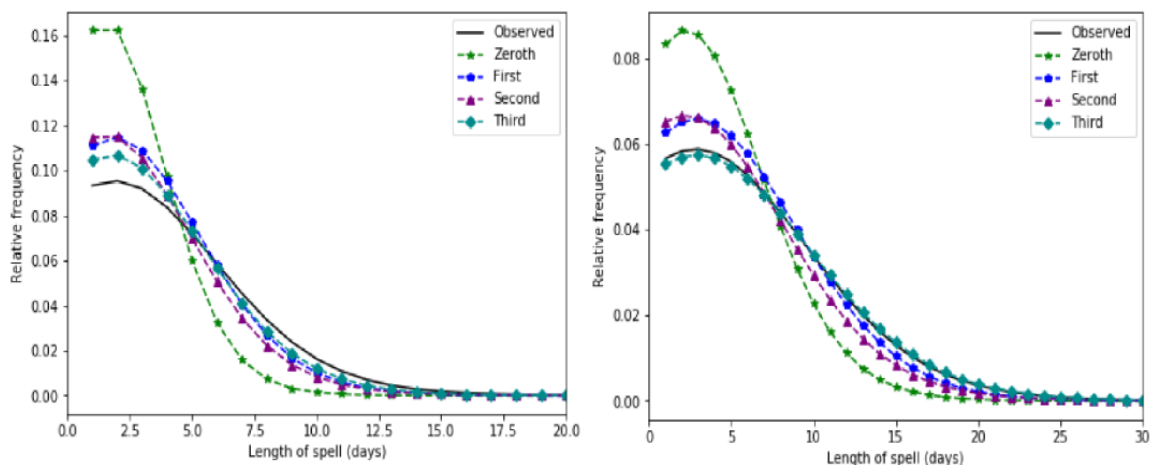 Observed
Zeroth
First
Second
Third
Relative frequency
0.16
0.14
0.12
0.10
0.08
0.06
0.04
0.02
0.00
0.0 2.5 5.0 7.5 10.0 12.5 15.0 17.5 20.0
Length of spell (days)
Observed
Zeroth
First
Second
Third
Relative frequency
0.08
0.06
0.04
0.02
0.00
0 5 10 15 20 25 30
Length of spell (days)